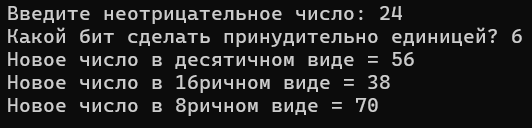 Введите неотрицательное число: 24
Какой бит сделать принудительно единицей? 6
Новое число в десятичном виде = 56
Новое число в 16ричном виде = 38
Новое число в 8ричном виде = 70